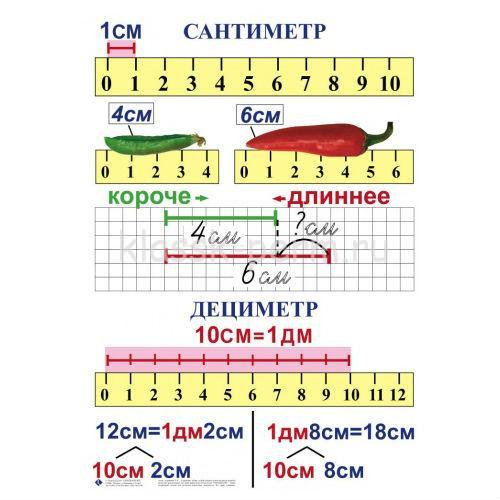 1см САНТИМЕТР
0 1 2 3 4 5 6 7 8 9 10
4см 6см
0 1 2 3 4 0 1 2 3 4 5 6
короче длиннее
4см ?см
6см
ДЕЦИМЕТР
10см=1дм
0 1 2 3 4 5 6 7 8 9 10 11 12
12см=1дм2см 1дм8см=18см
10см 2см 10см 8см